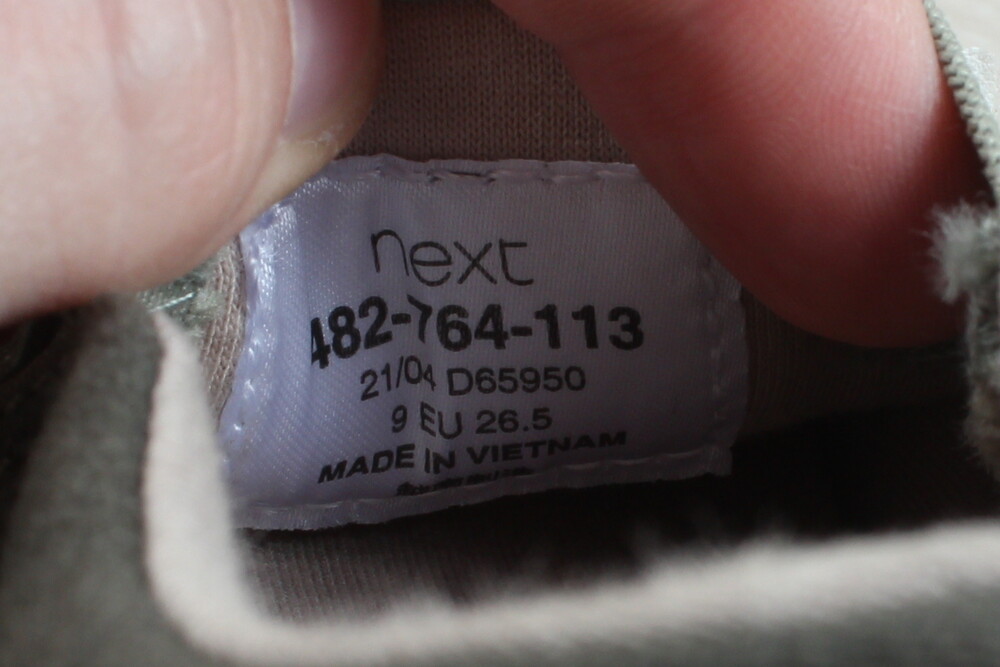 next
482-764-113
21/04 D65950
9 EU 26.5
MADE IN VIETNAM